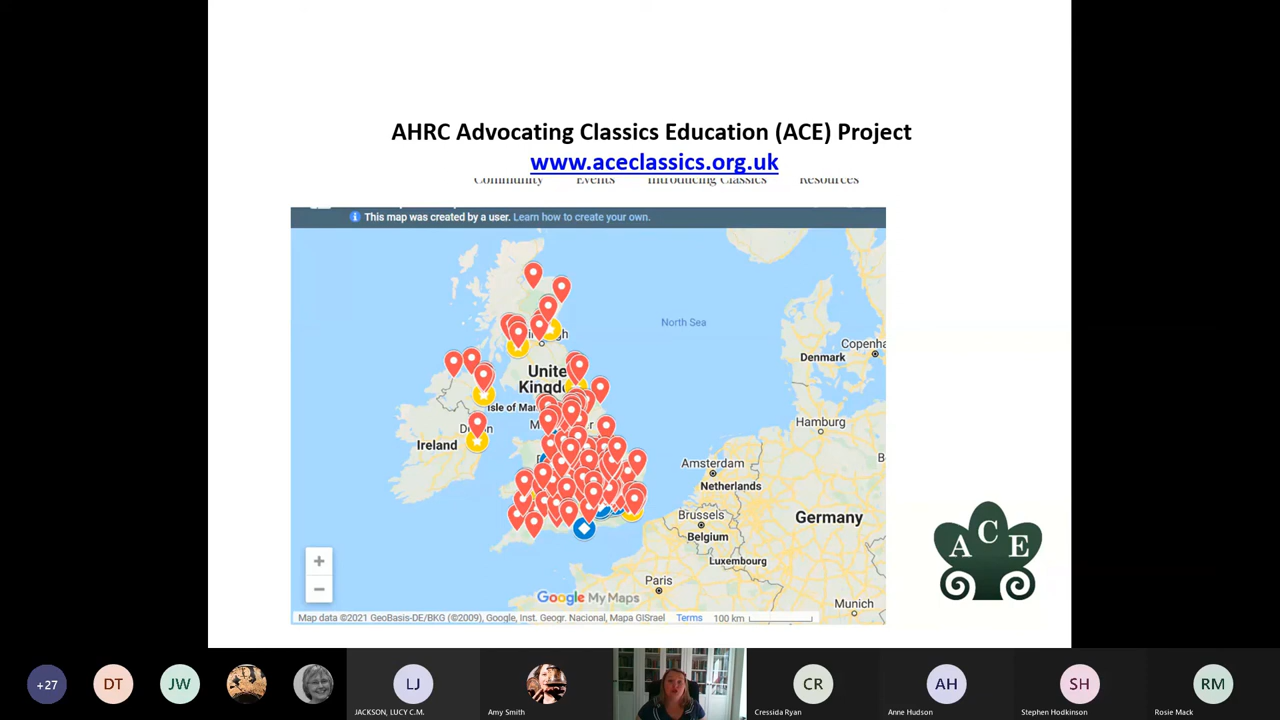 AHRC Advocating Classics Education (ACE) Project
www.aceclassics.org.uk
Community Events Introducing Classics Resources
This map was created by a user. Learn how to create your own.
North Sea
Denmark
United
Kingdom
Isle of Man
Ireland
Hamburg
Amsterdam
Netherlands
Brussels
Belgium
Germany
Luxembourg
Paris
Munich
Google My Maps
Map data ©2021 GeoBasis-DE/BKG (©2009), Google, Inst. Geogr. Nacional, Mapa GISrael Terms 100 km
A C E
+27
DT
JW
LJ
CR
AH
SH
RM
JACKSON, LUCY C.M.
Amy Smith
Cressida Ryan
Anne Hudson
Stephen Hodkinson
Rosie Mack